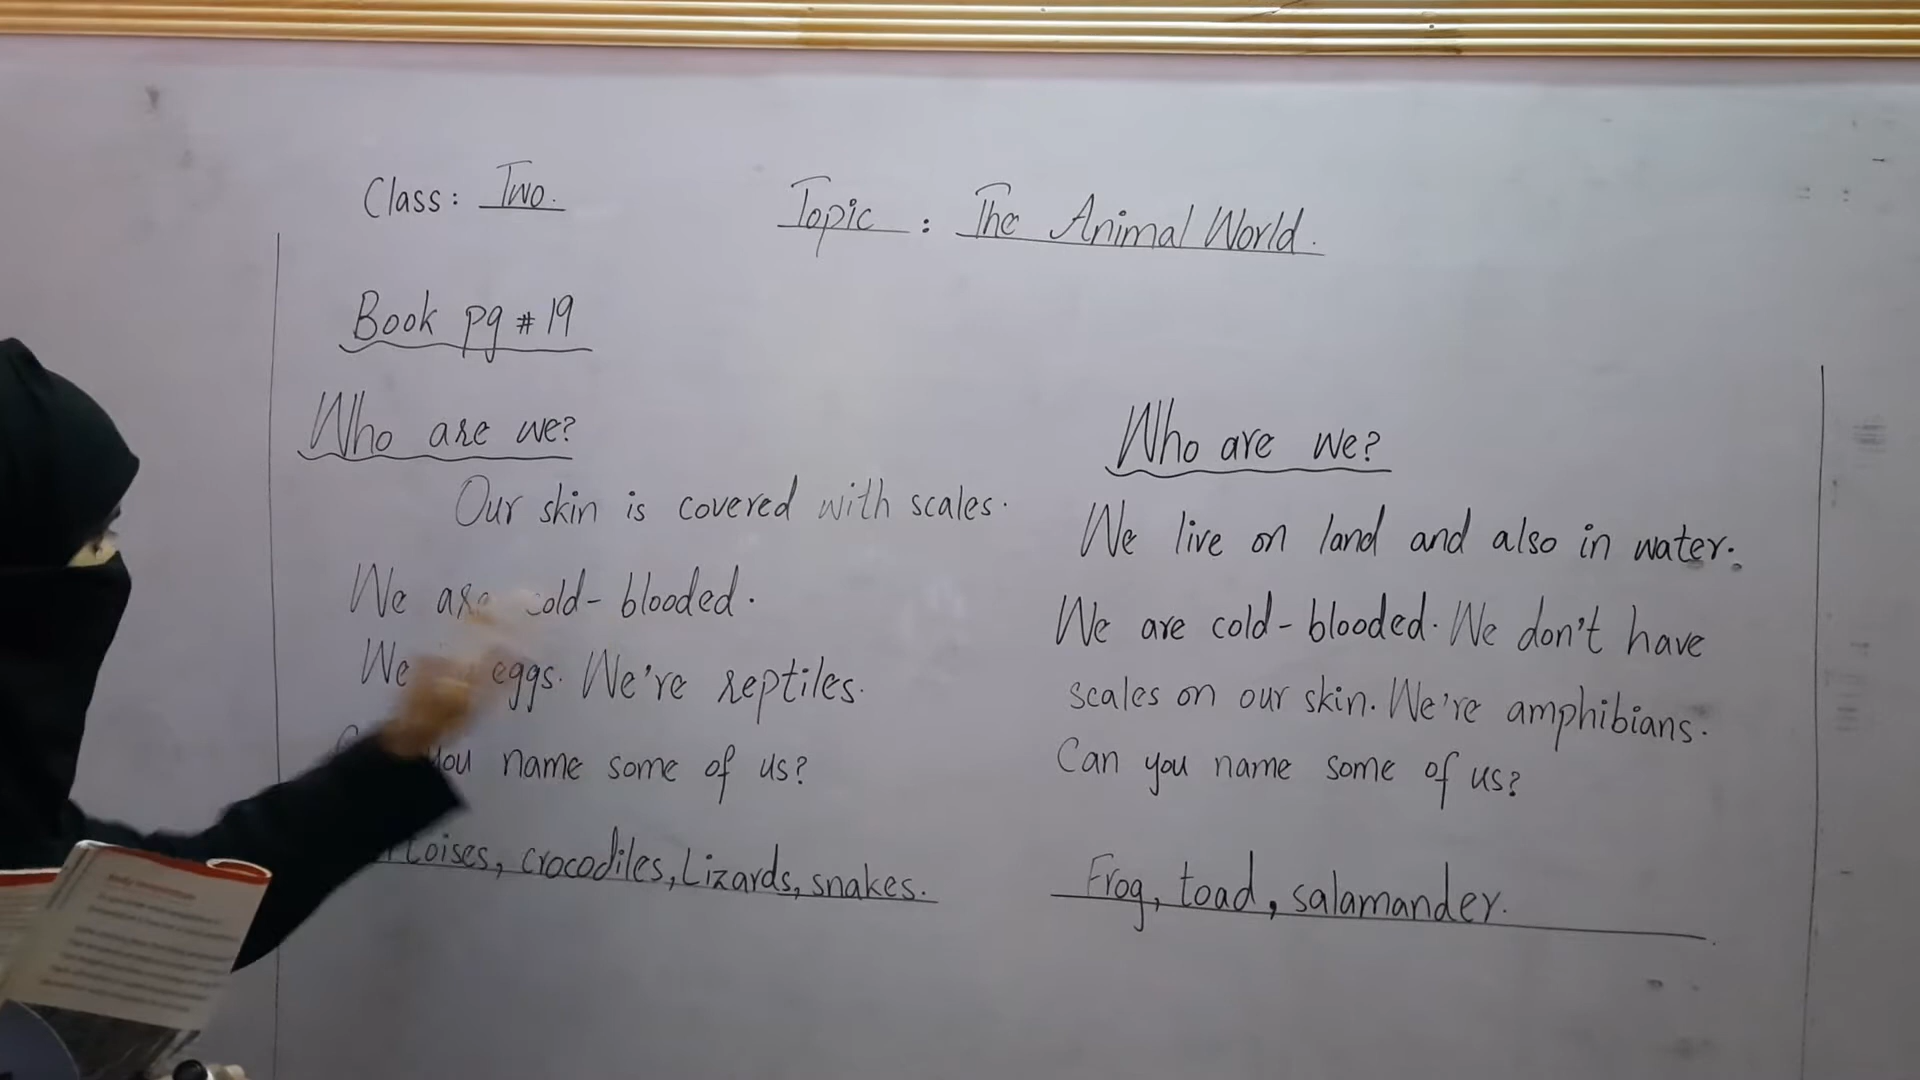 Class: Two.
Topic : The Animal World.
Book pg # 19
Who are we?
Our skin is covered with scales.
We are cold-blooded.
We eggs. We're reptiles.
you name some of us?
crocodiles, Lizards, snakes.
Who are we?
We live on land and also in water.
We are cold-blooded. We don't have
scales on our skin. We're amphibians.
Can you name some of us?
Frog, toad, salamander.